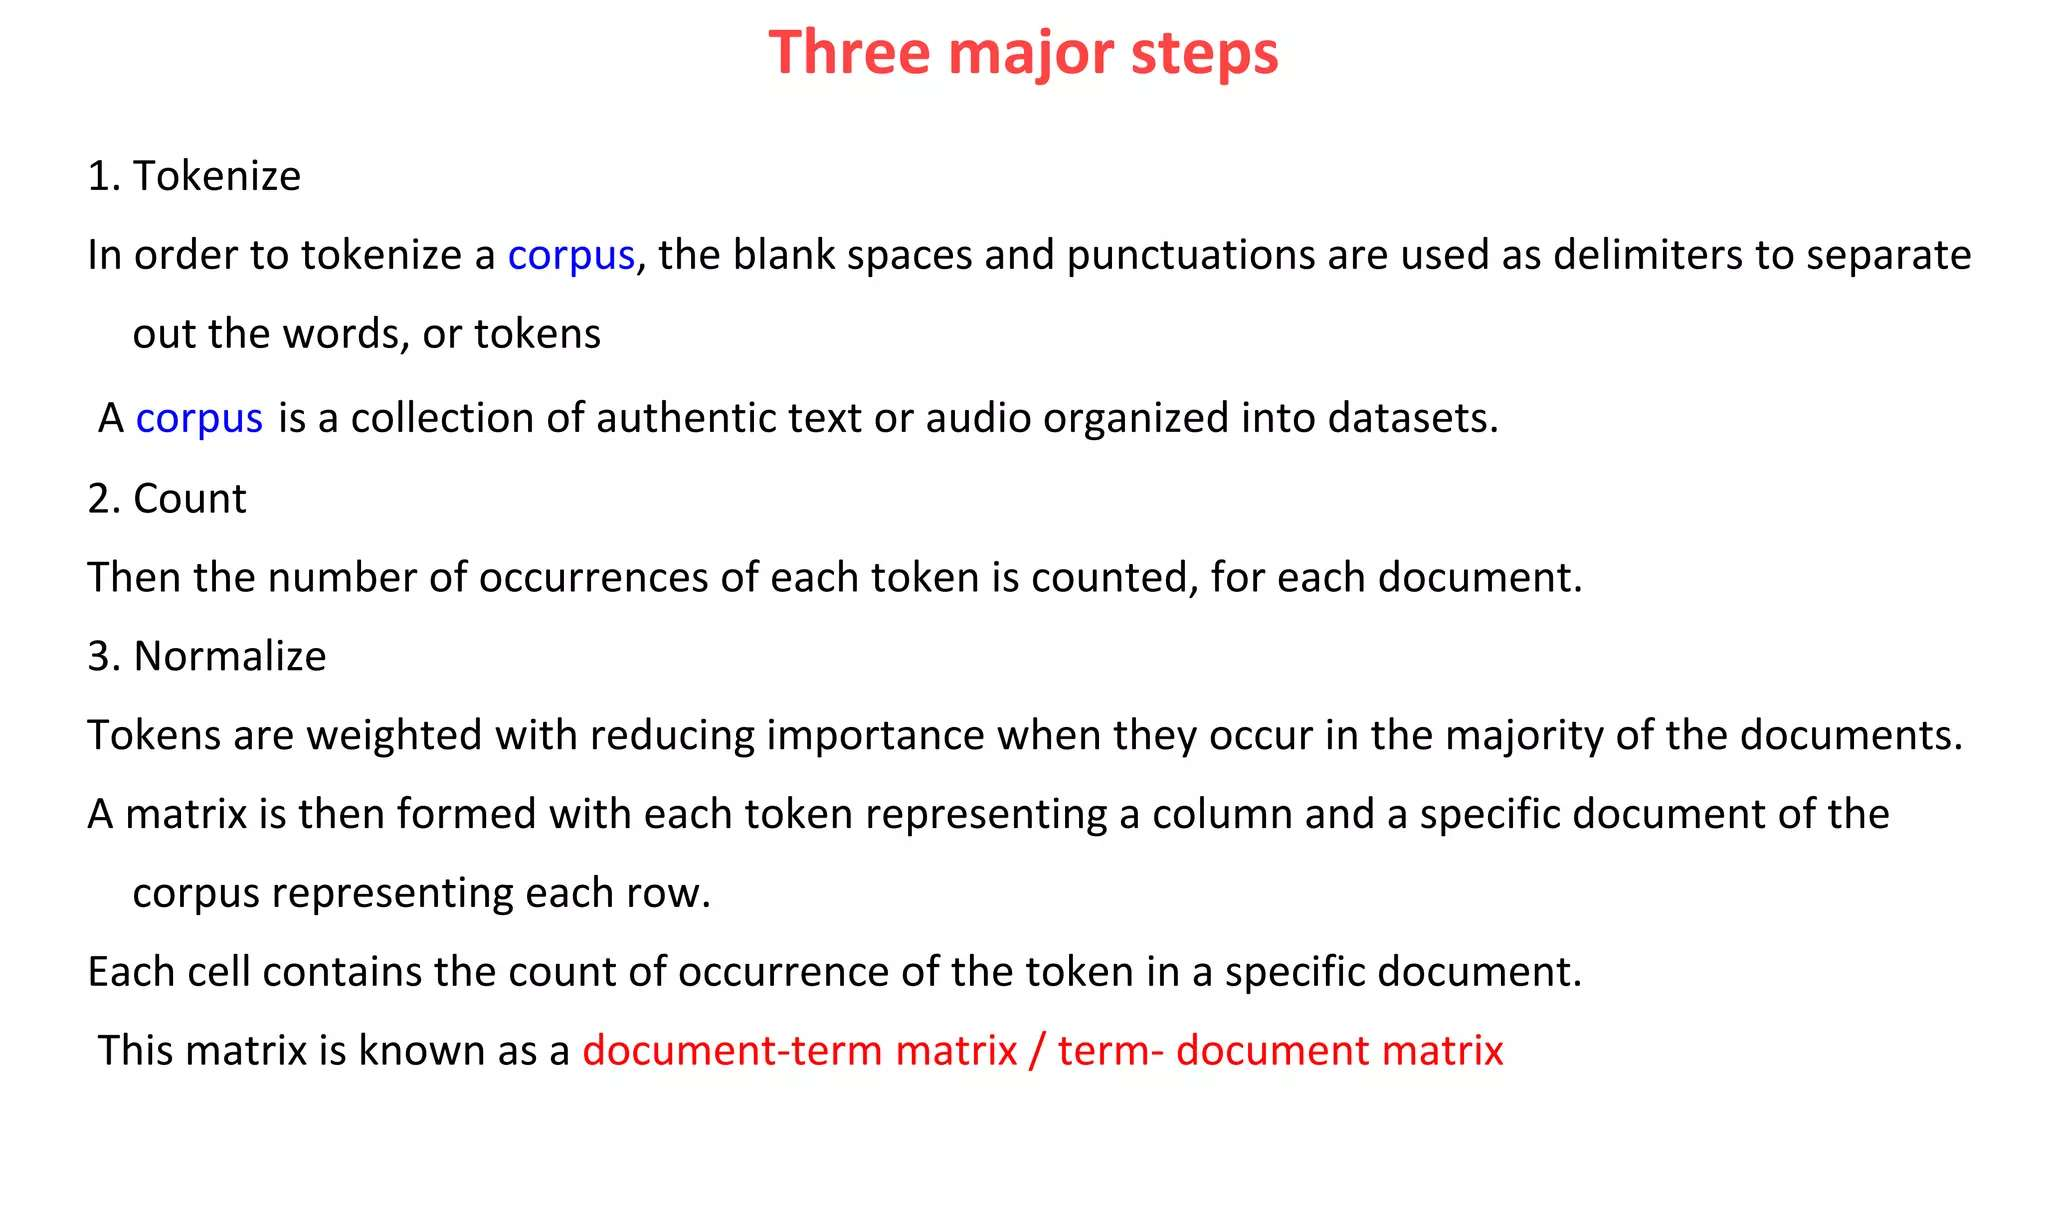 Three major steps
1. Tokenize
In order to tokenize a corpus, the blank spaces and punctuations are used as delimiters to separate
out the words, or tokens
A corpus is a collection of authentic text or audio organized into datasets.
2. Count
Then the number of occurrences of each token is counted, for each document.
3. Normalize
Tokens are weighted with reducing importance when they occur in the majority of the documents.
A matrix is then formed with each token representing a column and a specific document of the
corpus representing each row.
Each cell contains the count of occurrence of the token in a specific document.
This matrix is known as a document-term matrix / term- document matrix